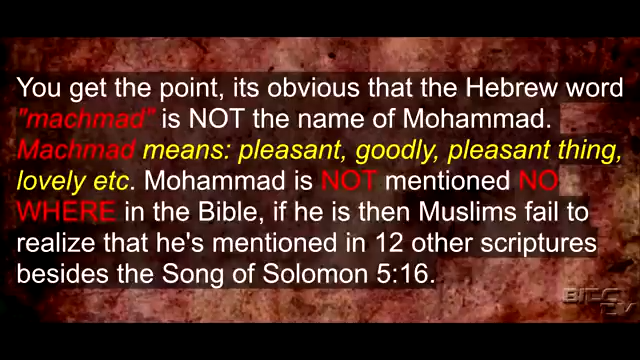 You get the point, its obvious that the Hebrew word
"machmad" is NOT the name of Mohammad.
Machmad means: pleasant, goodly, pleasant thing,
lovely etc. Mohammad is NOT mentioned NO
WHERE in the Bible, if he is then Muslims fail to
realize that he's mentioned in 12 other scriptures
besides the Song of Solomon 5:16.